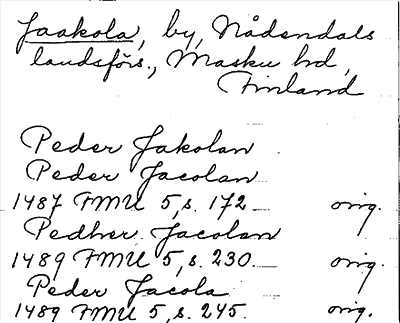 Jaakola, by, Nådendals
landsförs., Masku hd,
Finland
Peder Jakolan
Peder Jacolan
1487 FMU 5, s. 172 orig.
Pedher Jacolan
1489 FMU 5, s. 230. orig.
Peder Jacola
1489 FMU 5, s. 245. orig.